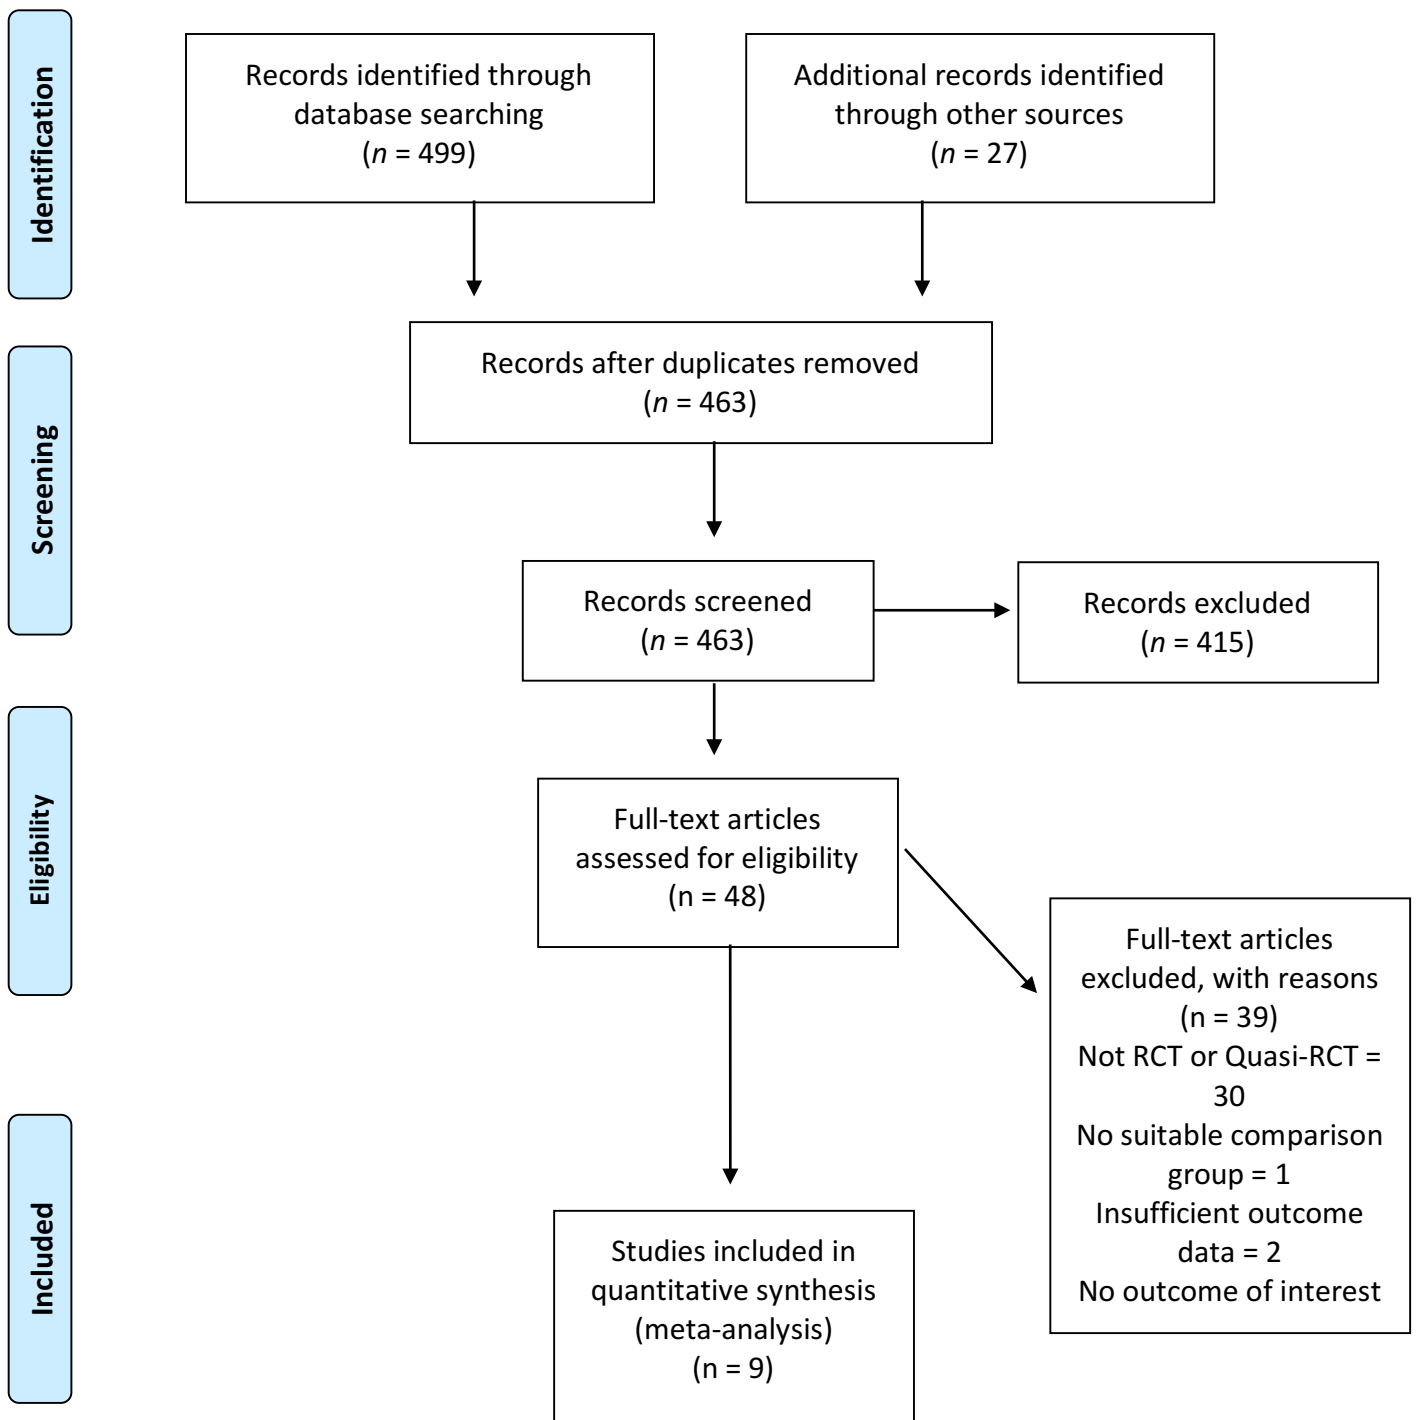 Identification
Records identified through
database searching
(n = 499)
Additional records identified
through other sources
(n = 27)
Screening
Records after duplicates removed
(n = 463)
Records screened
(n = 463)
Records excluded
(n = 415)
Eligibility
Full-text articles
assessed for eligibility
(n = 48)
Full-text articles
excluded, with reasons
(n = 39)
Not RCT or Quasi-RCT =
30
No suitable comparison
group = 1
Insufficient outcome
data = 2
No outcome of interest
Included
Studies included in
quantitative synthesis
(meta-analysis)
(n = 9)